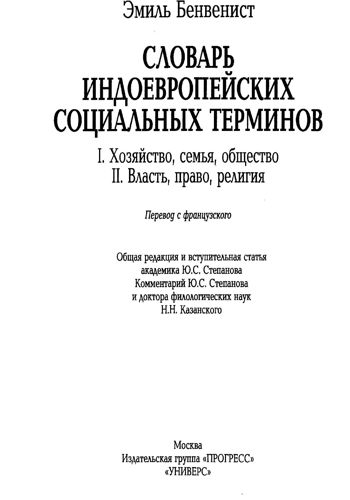 Эмиль Бенвенист
СЛОВАРЬ
ИНДОЕВРОПЕЙСКИХ
СОЦИАЛЬНЫХ ТЕРМИНОВ
I. Хозяйство, семья, общество
II. Власть, право, религия
Перевод с французского
Общая редакция и вступительная статья
академика Ю.С. Степанова
Комментарий Ю.С. Степанова
и доктора филологических наук
Н.Н. Казанского
Москва
Издательская группа «ПРОГРЕСС»
«УНИВЕРС»